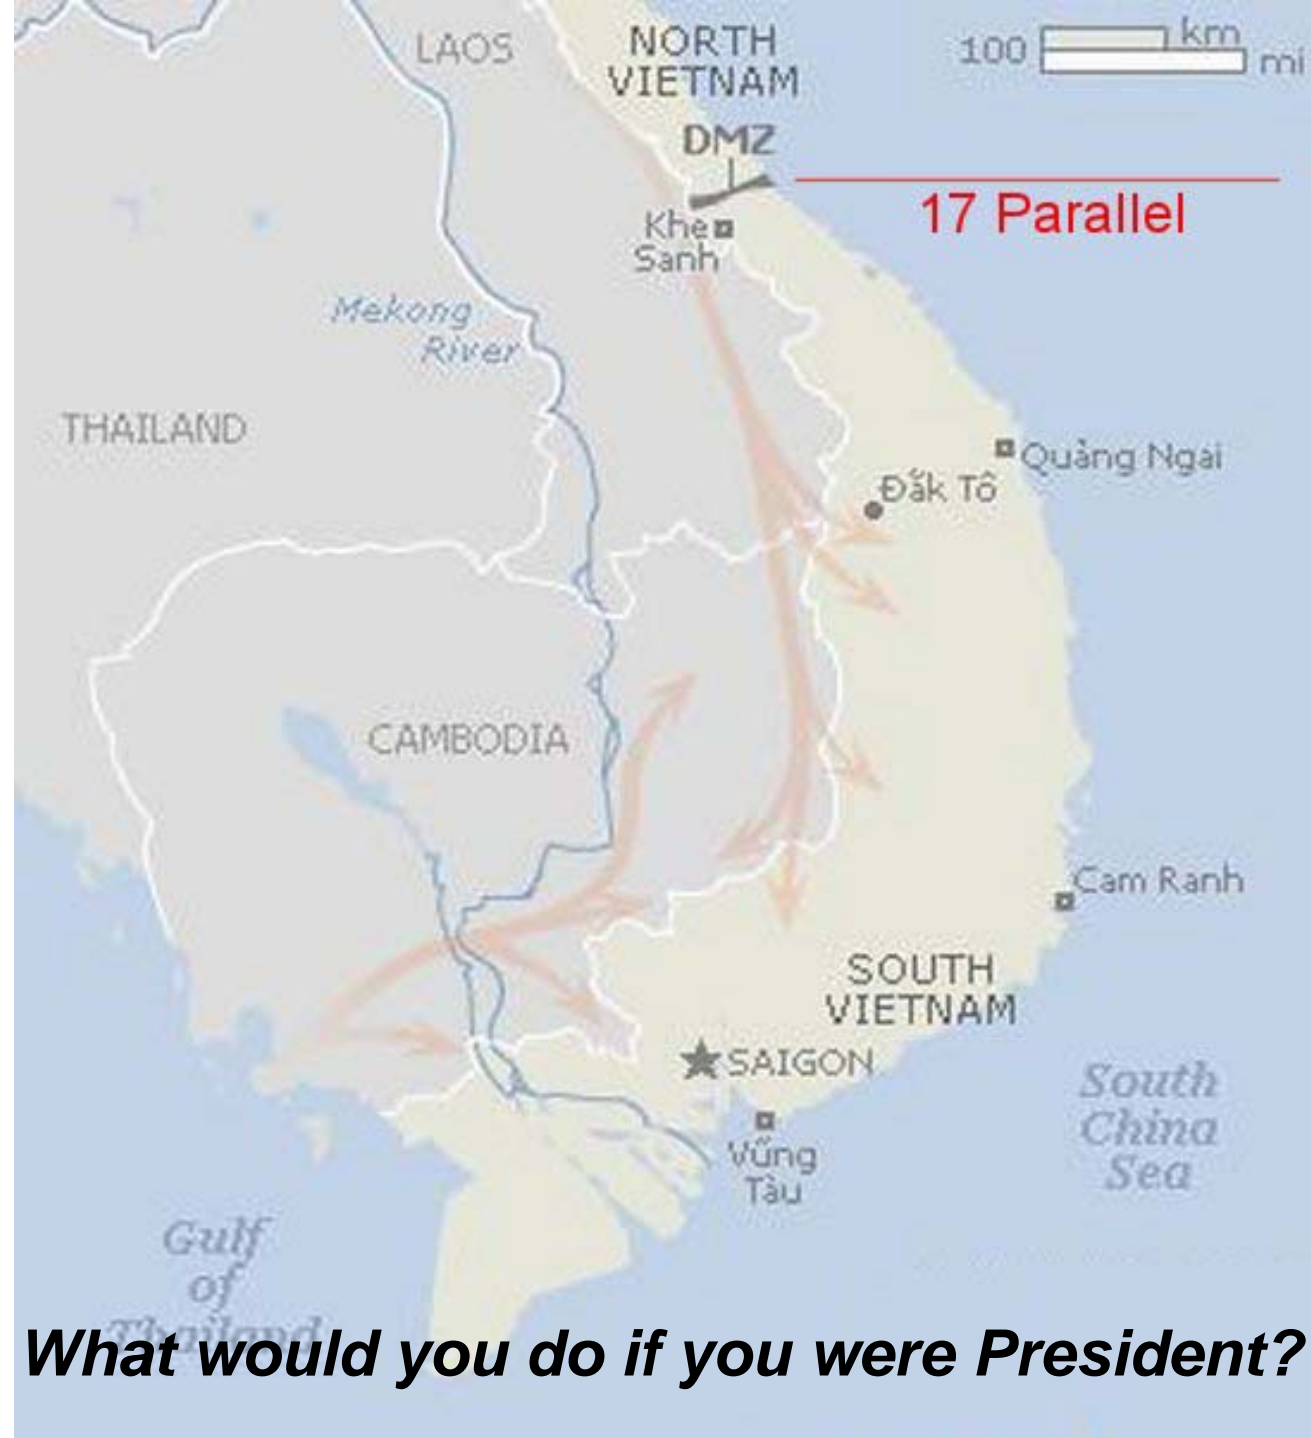 LAOS
NORTH
VIETNAM
100
km
mi
DMZ
17 Parallel
Khe
Sanh
Mekong
River
THAILAND
Quảng Ngai
Đắk Tô
CAMBODIA
Cam Ranh
SOUTH
VIETNAM
SAIGON
South
China
Sea
Vũng
Tàu
Gulf
of
Thailand
What would you do if you were President?